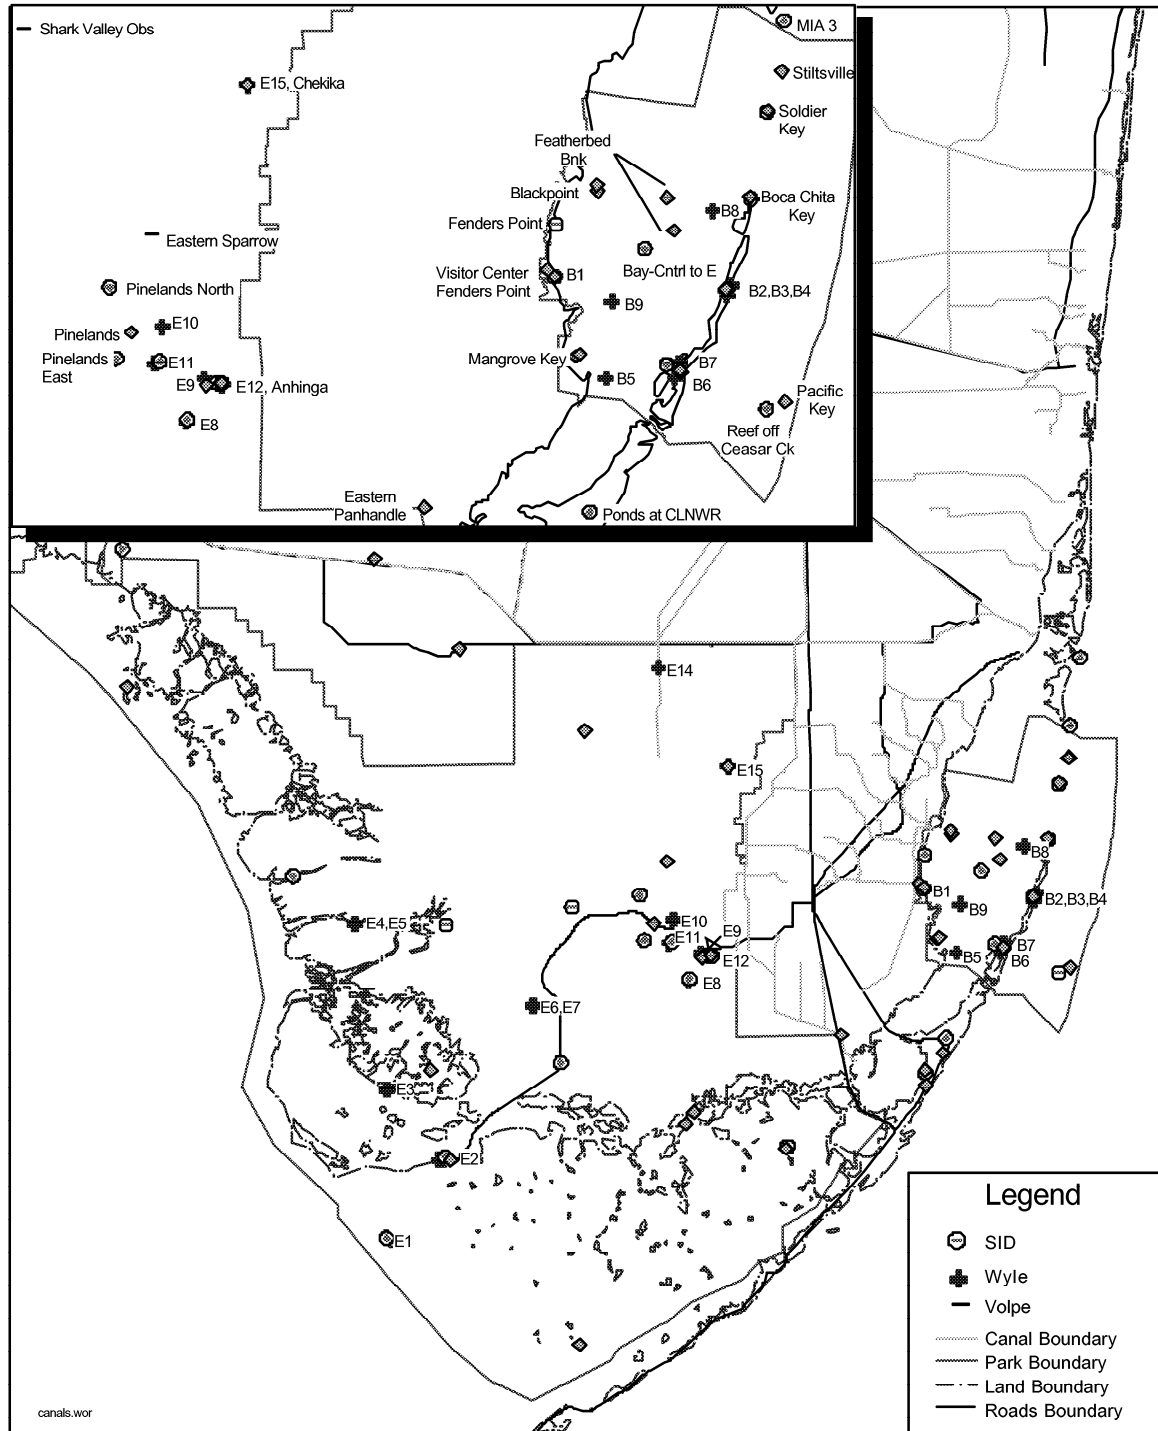 Shark Valley Obs
MIA 3
Stiltsville
E15, Chekika
Soldier
Key
Featherbed
Bnk
Blackpoint
B8
Boca Chita
Key
Fenders Point
Eastern Sparrow
Bay-Cntrl to E
Visitor Center
Fenders Point
B1
Pinelands North
B2,B3,B4
B9
E10
Pinelands
Pinelands
East
E11
Mangrove Key
B7
B5
B6
E9
E12, Anhinga
Pacific
Key
E8
Reef off
Ceasar Ck
Eastern
Panhandle
Ponds at CLNWR
E14
E15
B8
B1
B2,B3,B4
B9
E4,E5
E10
E9
E11
B7
B5
B6
E12
E8
E6,E7
E3
E2
E1
Legend
SID
Wyle
Volpe
Canal Boundary
Park Boundary
Land Boundary
Roads Boundary
canals.wor